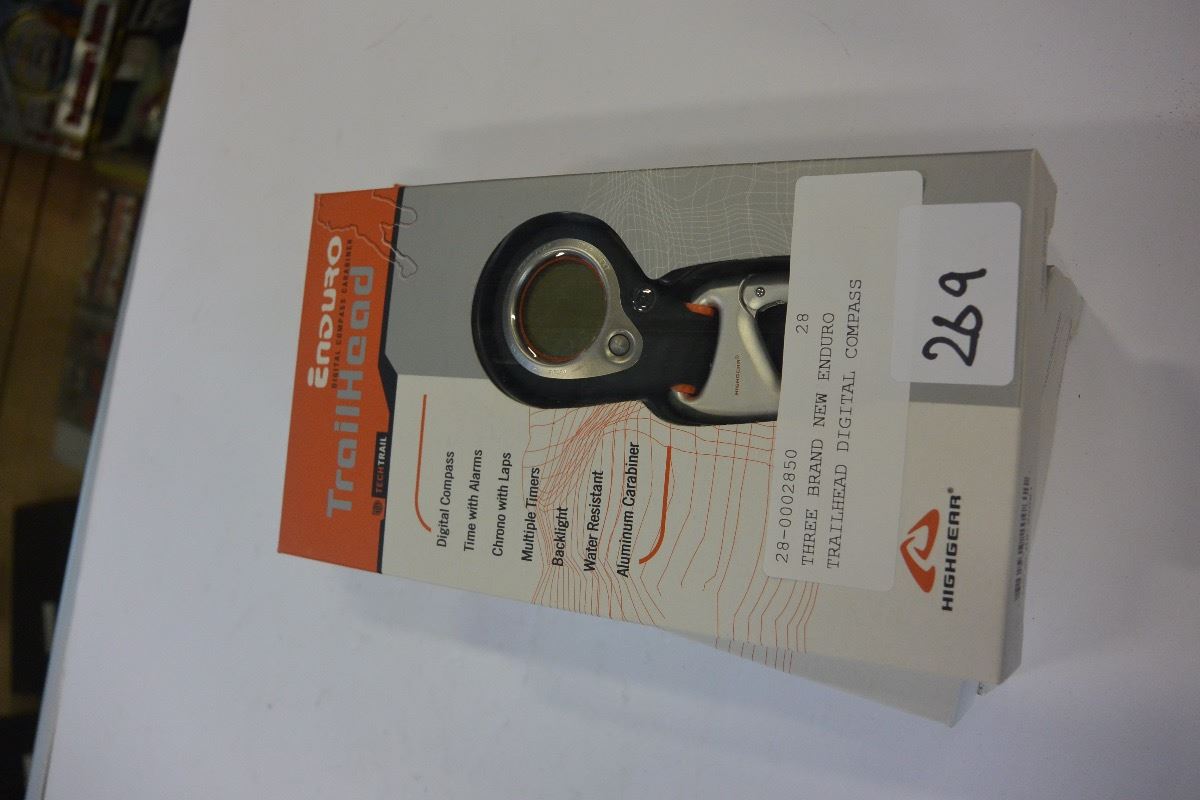 ENDURO
DIGITAL COMPASS CARABINER
TrailHead
TECHTRAIL
Digital Compass
Time with Alarms
Chrono with Laps
Multiple Timers
Backlight
Water Resistant
Aluminum Carabiner
HIGHGEAR®
28-0002850 28
THREE BRAND NEW ENDURO
TRAILHEAD DIGITAL COMPASS
269
HIGHGEAR®